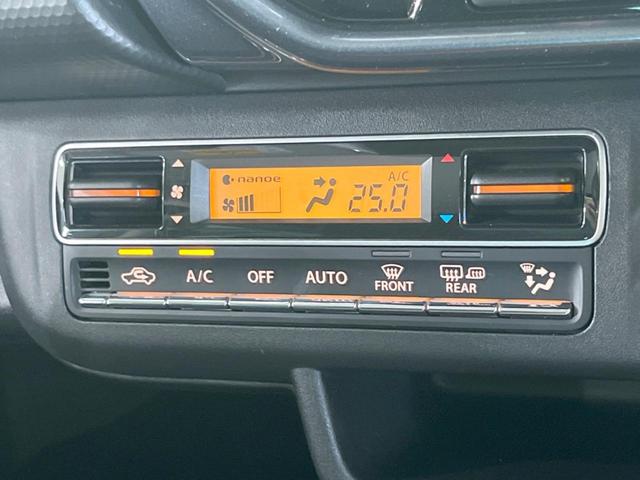 nanoe
A/C
25.0
A/C
OFF
AUTO
FRONT
REAR